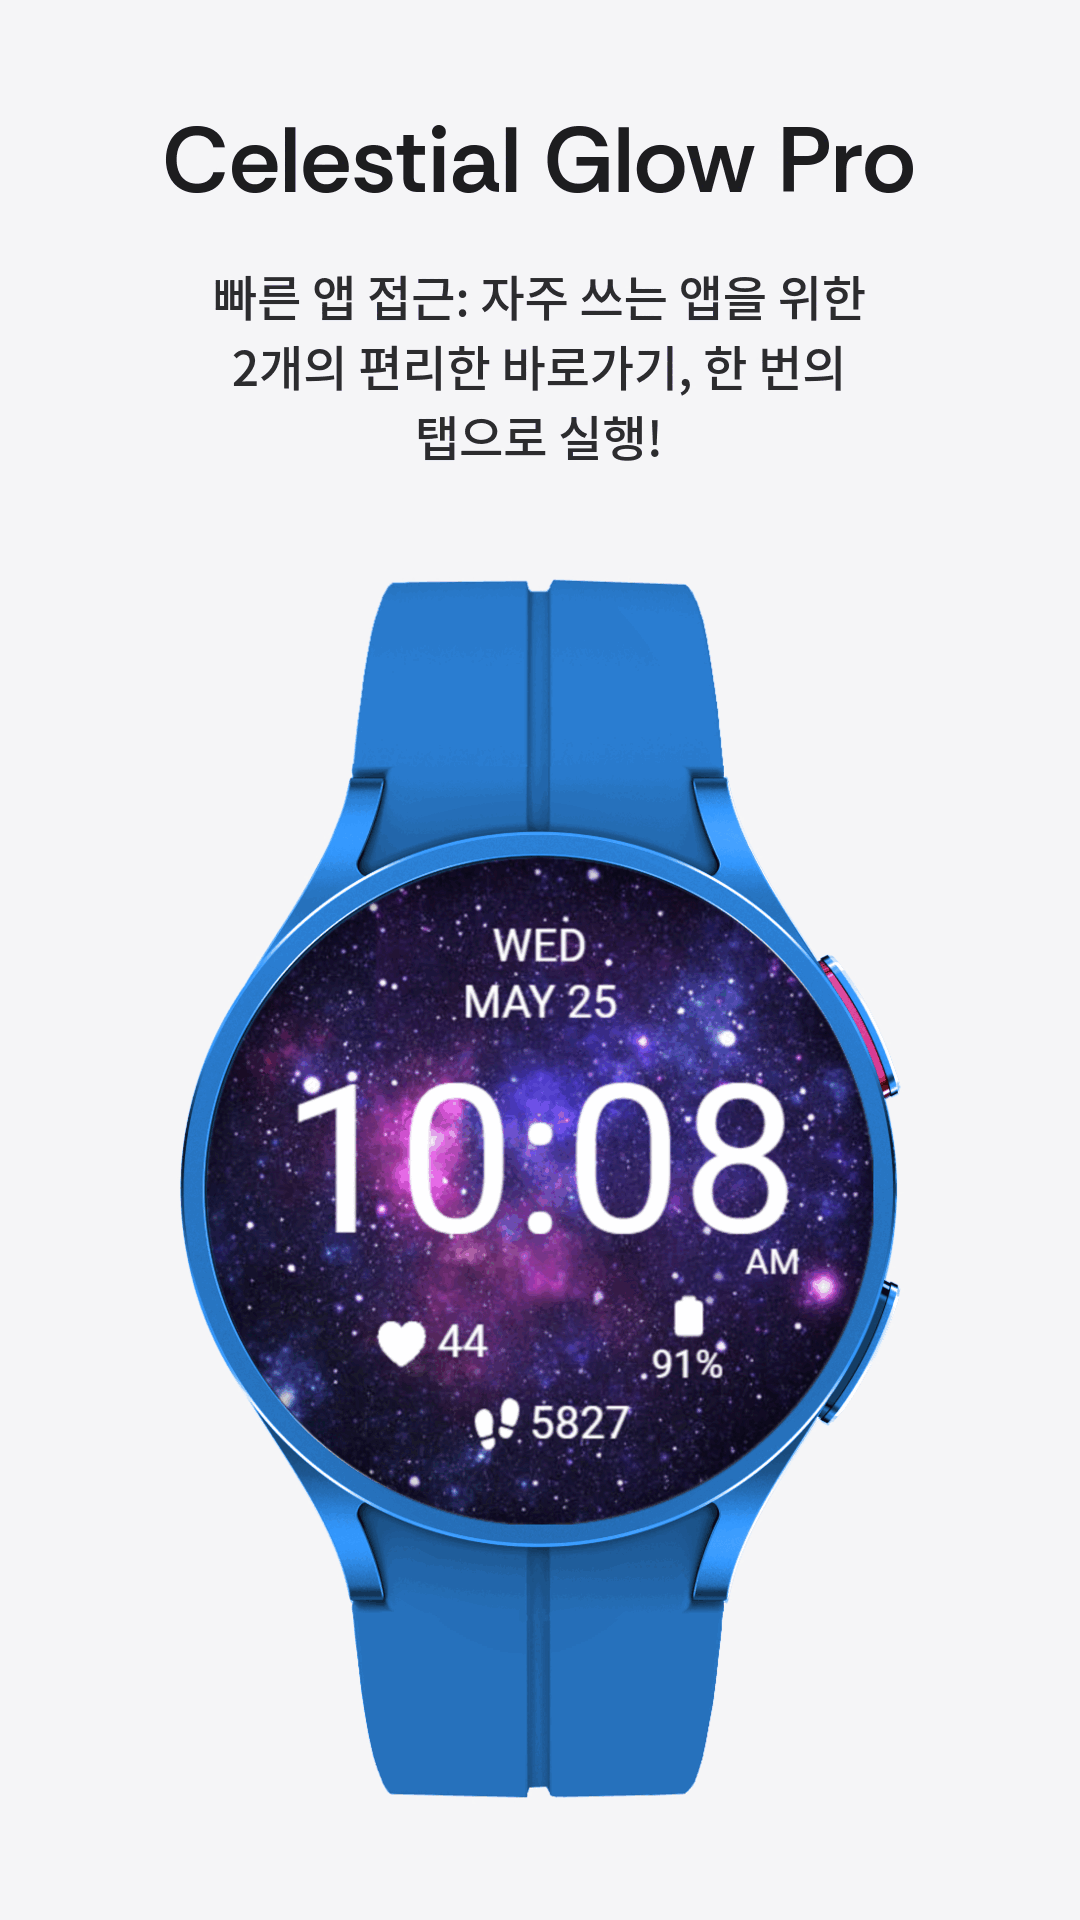 Celestial Glow Pro
빠른 앱 접근: 자주 쓰는 앱을 위한
2개의 편리한 바로가기, 한 번의
탭으로 실행!
WED
MAY 25
10:08
AM
44
91%
5827